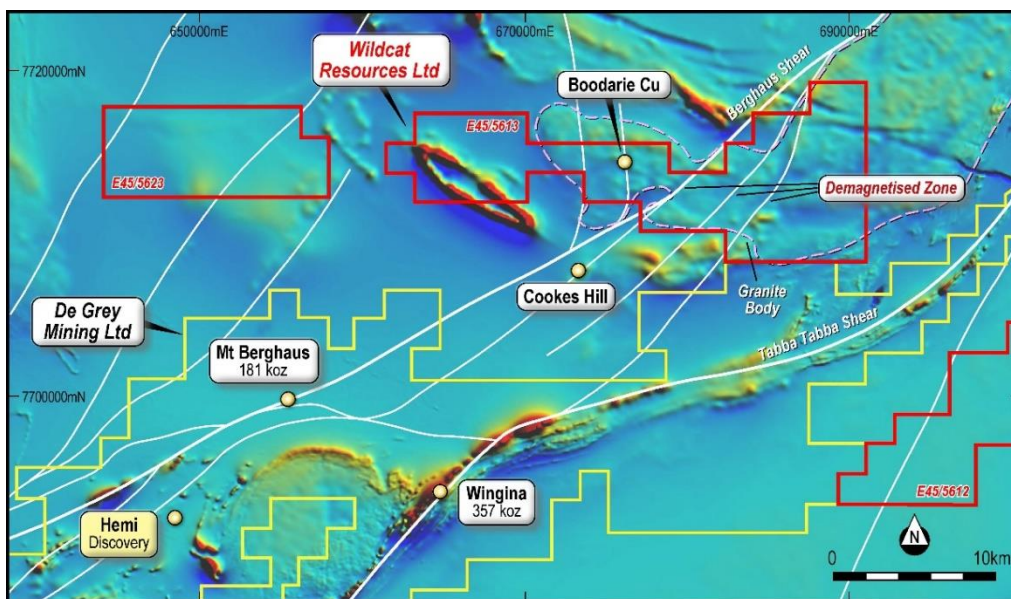 650000mE
670000mE
690000mE
7720000mN
Wildcat
Resources Ltd
Boodarie Cu
Berghaus Shear
E45/5613
E45/5623
Demagnetised Zone
De Grey
Mining Ltd
Cookes Hill
Granite
Body
Mt Berghaus
181 koz
Tabba Tabba Shear
7700000mN
Wingina
357 koz
E45/5612
Hemi
Discovery
N
0
10km